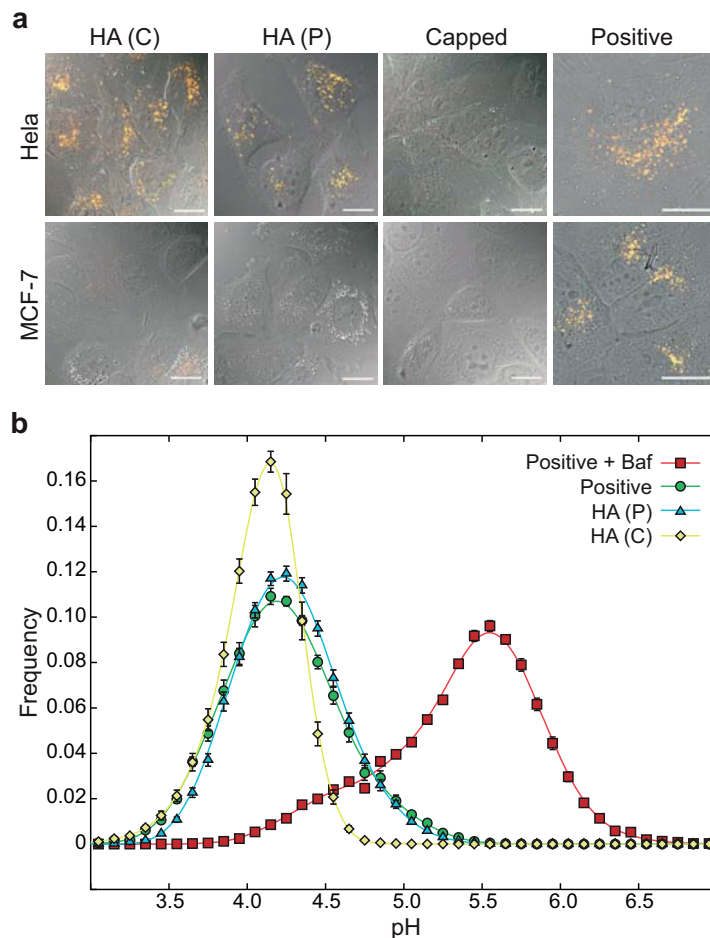 a
HA (C) HA (P) Capped Positive
Hela
MCF-7
b
Positive + Baf
Positive
HA (P)
HA (C)
Frequency
0.16
0.14
0.12
0.10
0.08
0.06
0.04
0.02
0
3.5 4.0 4.5 5.0 5.5 6.0 6.5
pH